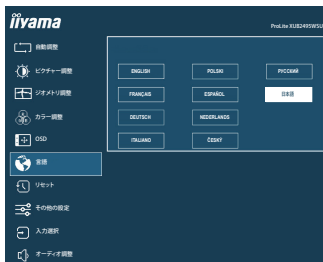 iiyama
ProLite XUB2495WSU
自動調整
ピクチャー調整
ジオメトリ調整
カラー調整
OSD
言語
リセット
その他の設定
入力選択
オーディオ調整
ENGLISH
POLSKI
РУССКИЙ
FRANÇAIS
ESPAÑOL
日本語
DEUTSCH
NEDERLANDS
ITALIANO
ČESKÝ